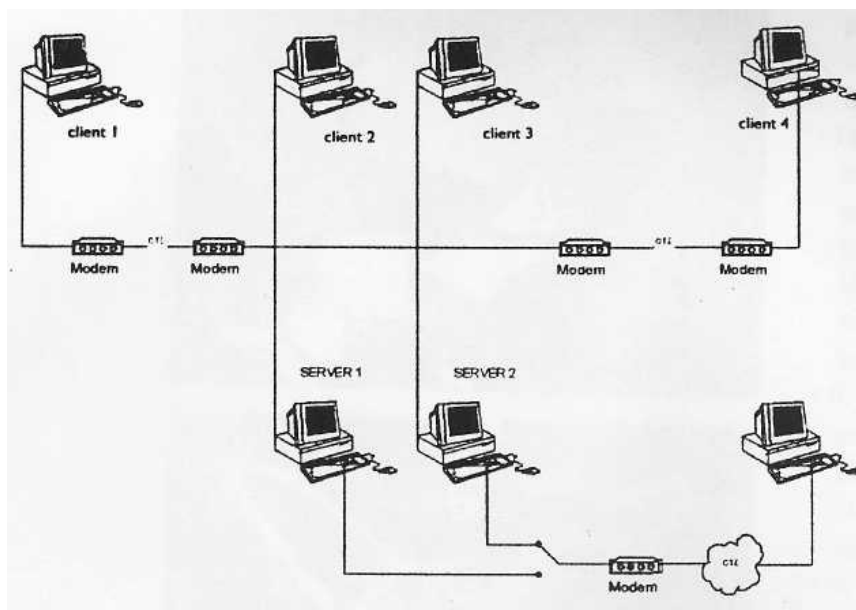 client 1
client 2
client 3
client 4
Modem
Modem
Modem
Modem
SERVER 1
SERVER 2
Modem